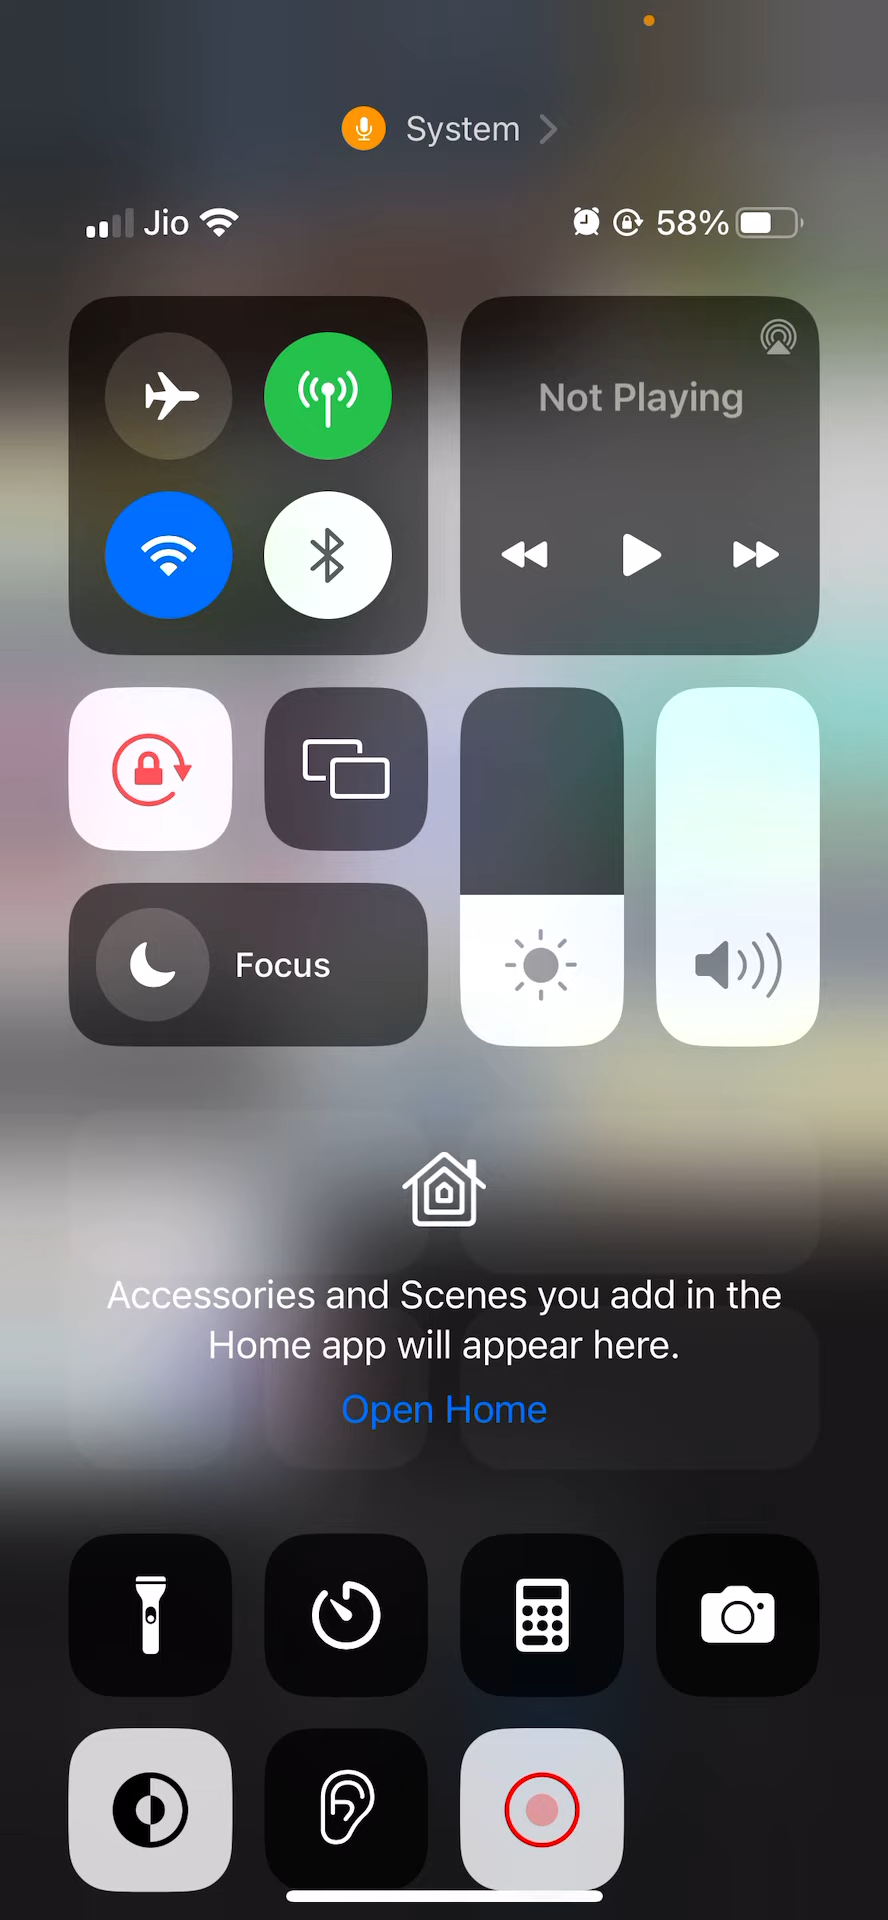 System
Jio 58%
Not Playing
Focus
Accessories and Scenes you add in the
Home app will appear here.
Open Home